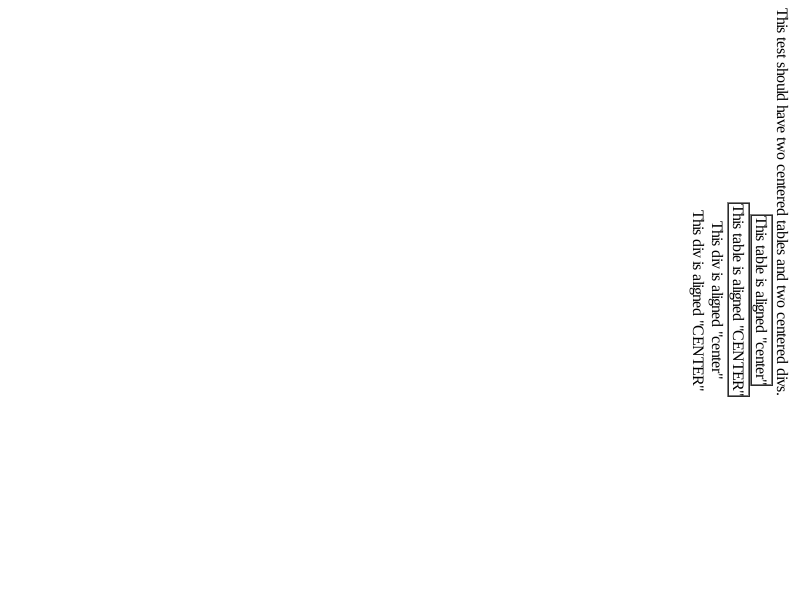 This test should have two centered tables and two centered divs.
This table is aligned "center"
This table is aligned "CENTER"
This div is aligned "center"
This div is aligned "CENTER"